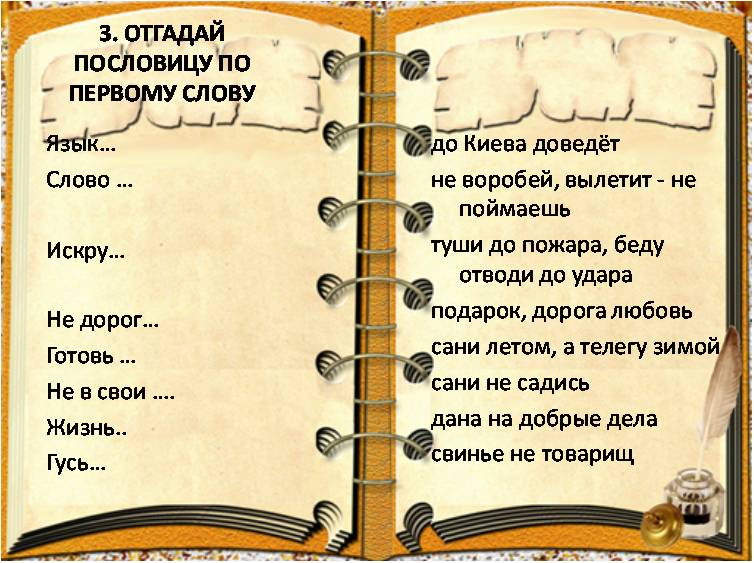 3. ОТГАДАЙ
ПОСЛОВИЦУ ПО
ПЕРВОМУ СЛОВУ
Язык...
Слово ...
Искру...
Не дорог...
Готовь ...
Не в свои ....
Жизнь..
Гусь...
до Киева доведёт
не воробей, вылетит - не
поймаешь
туши до пожара, беду
отводи до удара
подарок, дорога любовь
сани летом, а телегу зимой
сани не садись
дана на добрые дела
свинье не товарищ